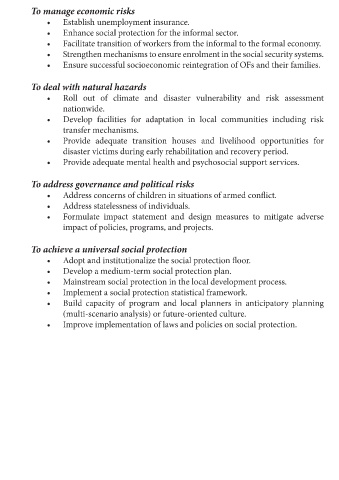 To manage economic risks
• Establish unemployment insurance.
• Enhance social protection for the informal sector.
• Facilitate transition of workers from the informal to the formal economy.
• Strengthen mechanisms to ensure enrolment in the social security systems.
• Ensure successful socioeconomic reintegration of OFs and their families.
To deal with natural hazards
• Roll out of climate and disaster vulnerability and risk assessment
nationwide.
• Develop facilities for adaptation in local communities including risk
transfer mechanisms.
• Provide adequate transition houses and livelihood opportunities for
disaster victims during early rehabilitation and recovery period.
• Provide adequate mental health and psychosocial support services.
To address governance and political risks
• Address concerns of children in situations of armed conflict.
• Address statelessness of individuals.
• Formulate impact statement and design measures to mitigate adverse
impact of policies, programs, and projects.
To achieve a universal social protection
• Adopt and institutionalize the social protection floor.
• Develop a medium-term social protection plan.
• Mainstream social protection in the local development process.
• Implement a social protection statistical framework.
• Build capacity of program and local planners in anticipatory planning
(multi-scenario analysis) or future-oriented culture.
• Improve implementation of laws and policies on social protection.